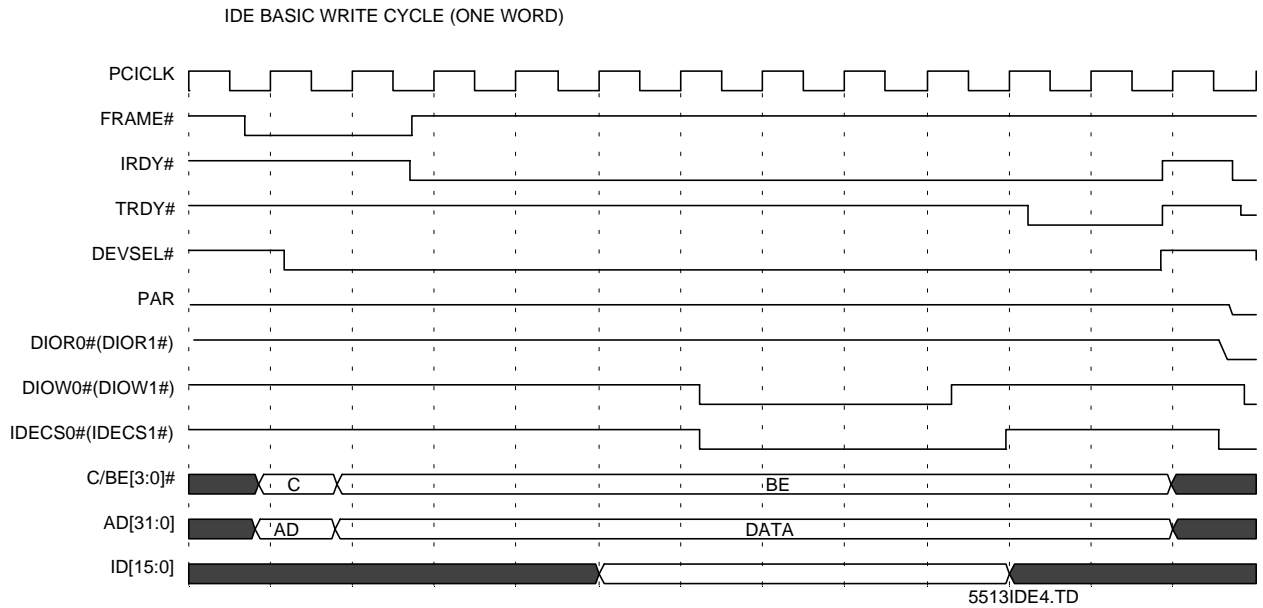 IDE BASIC WRITE CYCLE (ONE WORD)
PCICLK
FRAME#
IRDY#
TRDY#
DEVSEL#
PAR
DIOR0#(DIOR1#)
DIOW0#(DIOW1#)
IDECS0#(IDECS1#)
C/BE[3:0]# C BE
AD[31:0] AD DATA
ID[15:0]
5513IDE4.TD